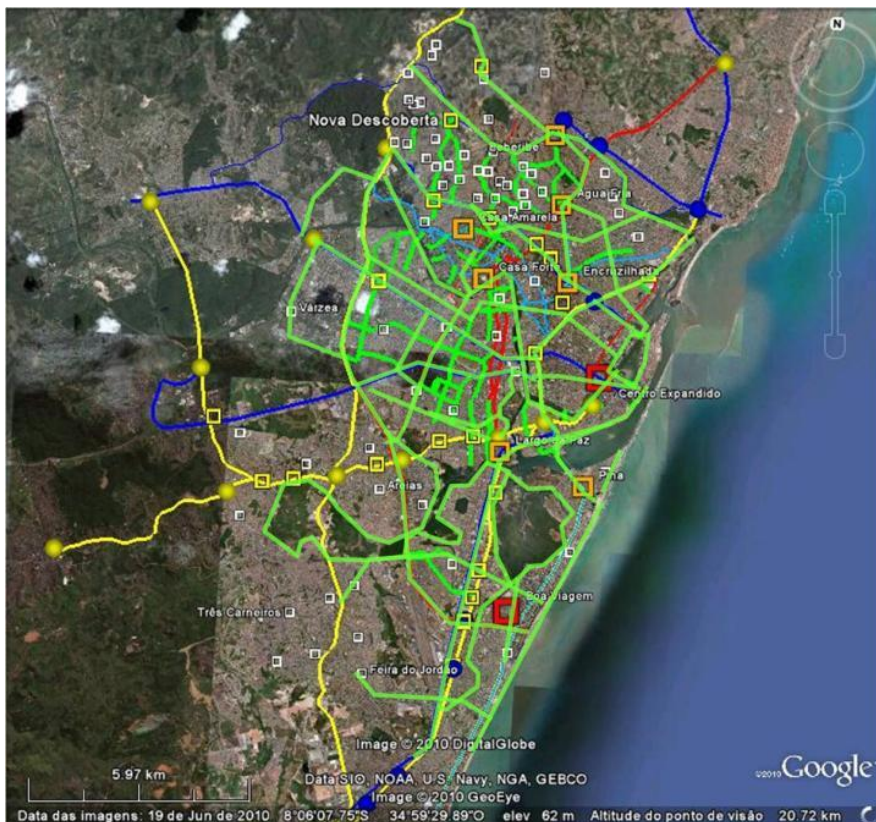 N
Nova Descoberta
Beberibe
Água Fria
Casa Amarela
Casa Forte
Encruzilhada
Várzea
Centro Expandido
Largo da Paz
Areias
Pina
Boa Viagem
Três Carneiros
Feira do Jordão
Image © 2010 DigitalGlobe
5.97 km
Data SIO, NOAA, U.S. Navy, NGA, GEBCO
©2010 Google
Image © 2010 GeoEye
Data das imagens: 19 de Jun de 2010 8°06'07.75"S 34°59'29.89"O elev 62 m Altitude do ponto de visão 20.72 km